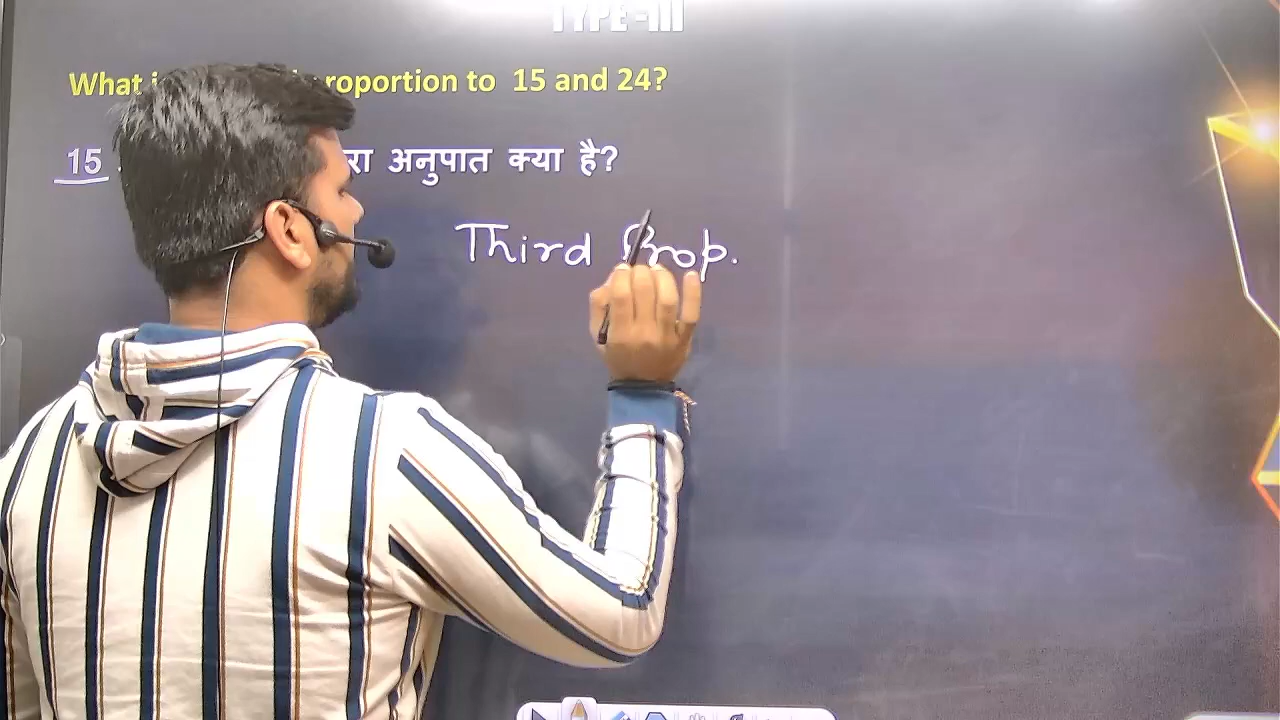 TYPE-III
What roportion to 15 and 24?
15 अनुपात क्या है?
Third Prop.